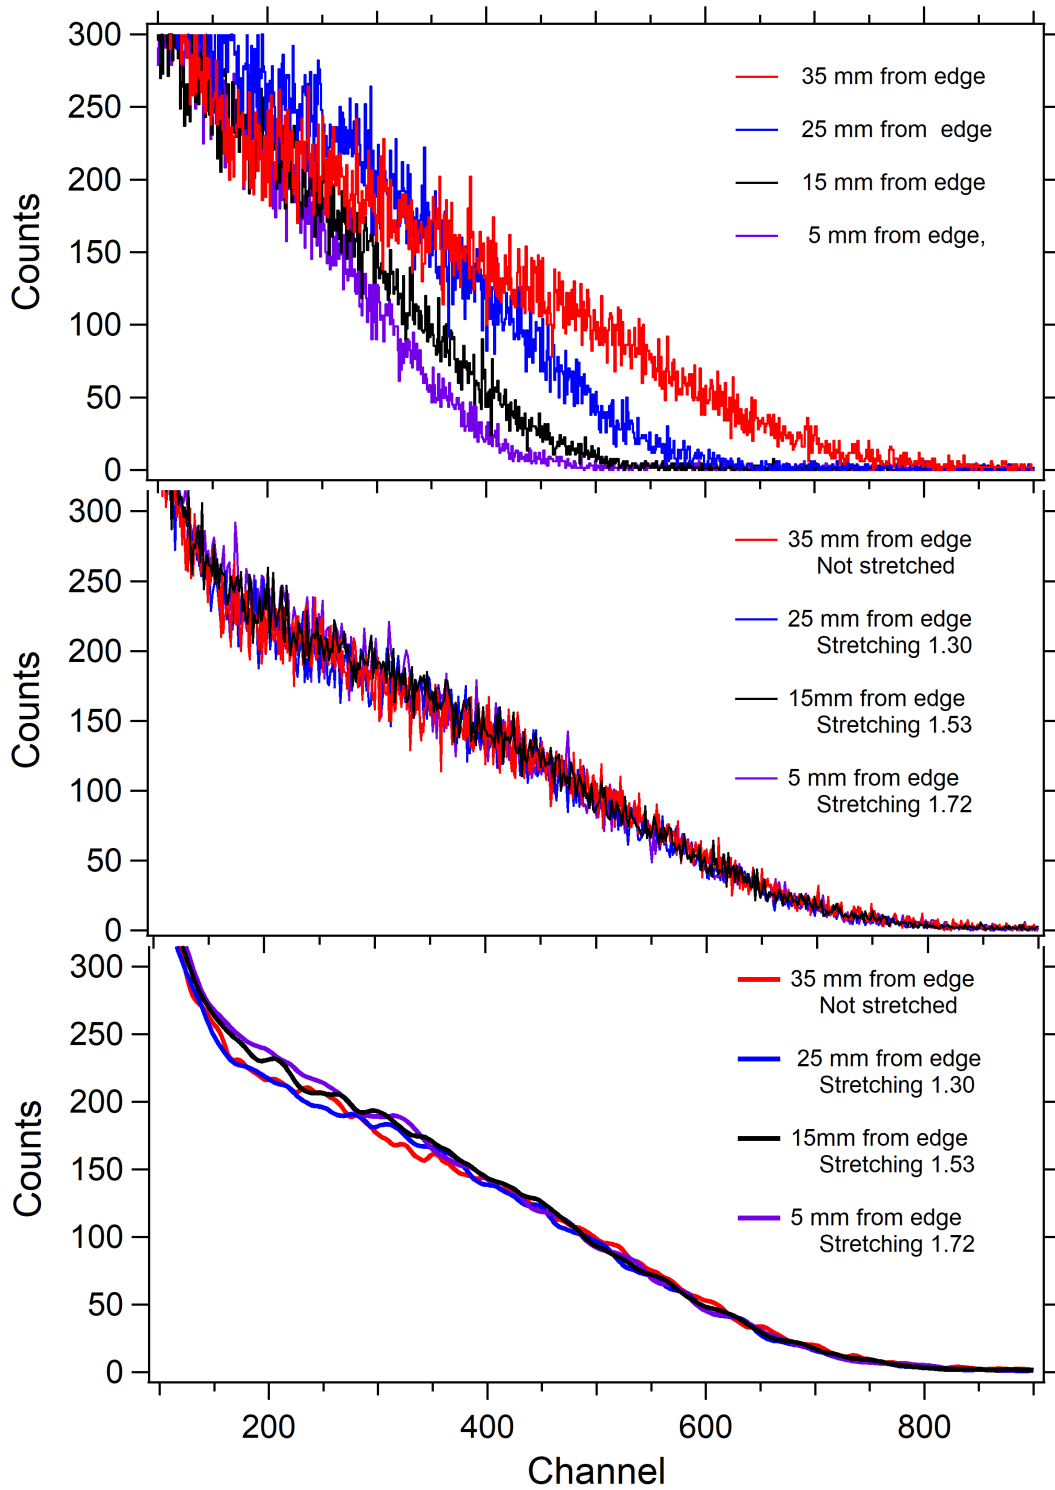 300
250
200
150
100
50
0
Counts
35 mm from edge
25 mm from  edge
15 mm from edge
5 mm from edge,
300
250
200
150
100
50
0
Counts
35 mm from edge
Not stretched
25 mm from edge
Stretching 1.30
15mm from edge
Stretching 1.53
5 mm from edge
Stretching 1.72
300
250
200
150
100
50
0
Counts
35 mm from edge
Not stretched
25 mm from edge
Stretching 1.30
15mm from edge
Stretching 1.53
5 mm from edge
Stretching 1.72
200 400 600 800
Channel